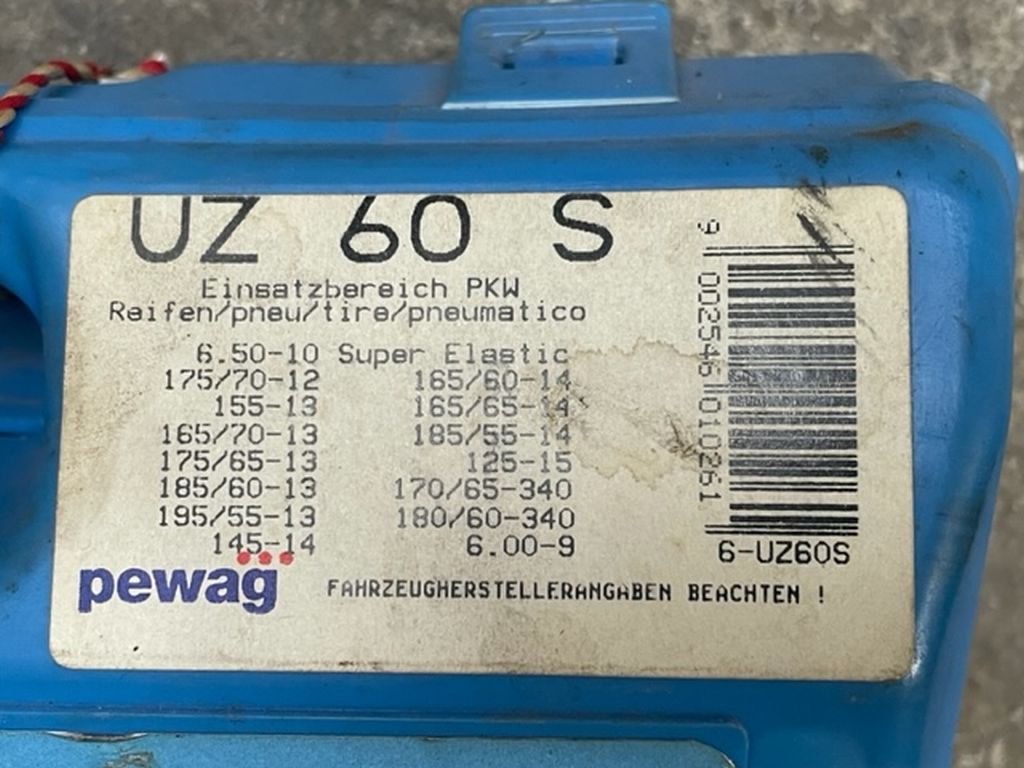 UZ 60 S
Einsatzbereich PKW
Reifen/pneu/tire/pneumatico
6.50-10 Super Elastic
175/70-12 165/60-14
155-13 165/65-14
165/70-13 185/55-14
175/65-13 125-15
185/60-13 170/65-340
195/55-13 180/60-340
145-14 6.00-9
pewag
FAHRZEUGHERSTELLERANGABEN BEACHTEN !
9 002546 010261
6-UZ60S